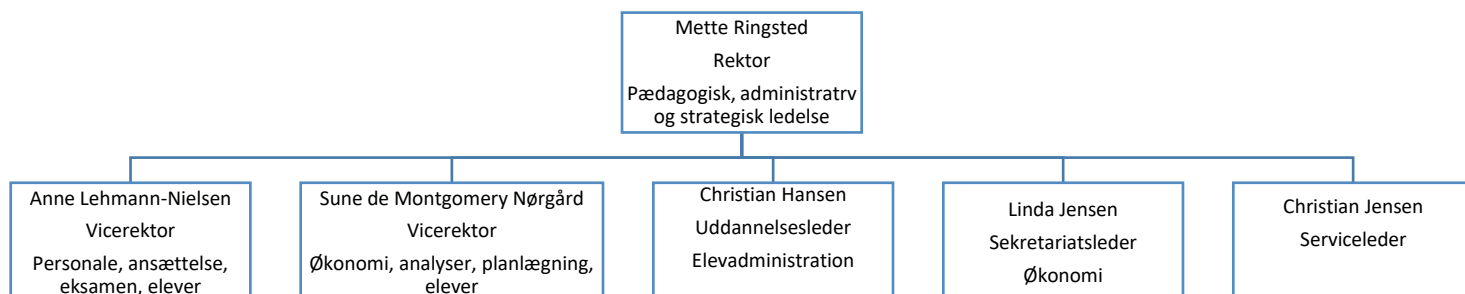 Mette Ringsted
Rektor
Pædagogisk, administratrv
og strategisk ledelse
Anne Lehmann-Nielsen
Vicerektor
Personale, ansættelse,
eksamen, elever
Sune de Montgomery Nørgård
Vicerektor
Økonomi, analyser, planlægning,
elever
Christian Hansen
Uddannelsesleder
Elevadministration
Linda Jensen
Sekretariatsleder
Økonomi
Christian Jensen
Serviceleder